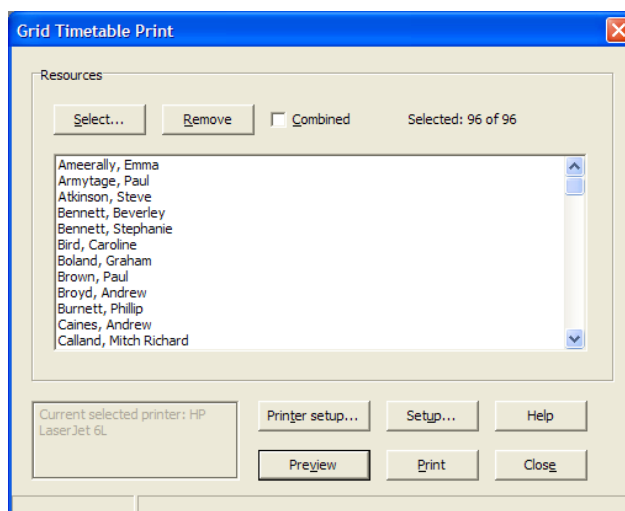 Grid Timetable Print
Resources
Select... Remove Combined Selected: 96 of 96
Ameerally, Emma
Armytage, Paul
Atkinson, Steve
Bennett, Beverley
Bennett, Stephanie
Bird, Caroline
Boland, Graham
Brown, Paul
Broyd, Andrew
Burnett, Phillip
Caines, Andrew
Calland, Mitch Richard
Current selected printer: HP
LaserJet 6L
Printer setup... Setup... Help
Preview Print Close